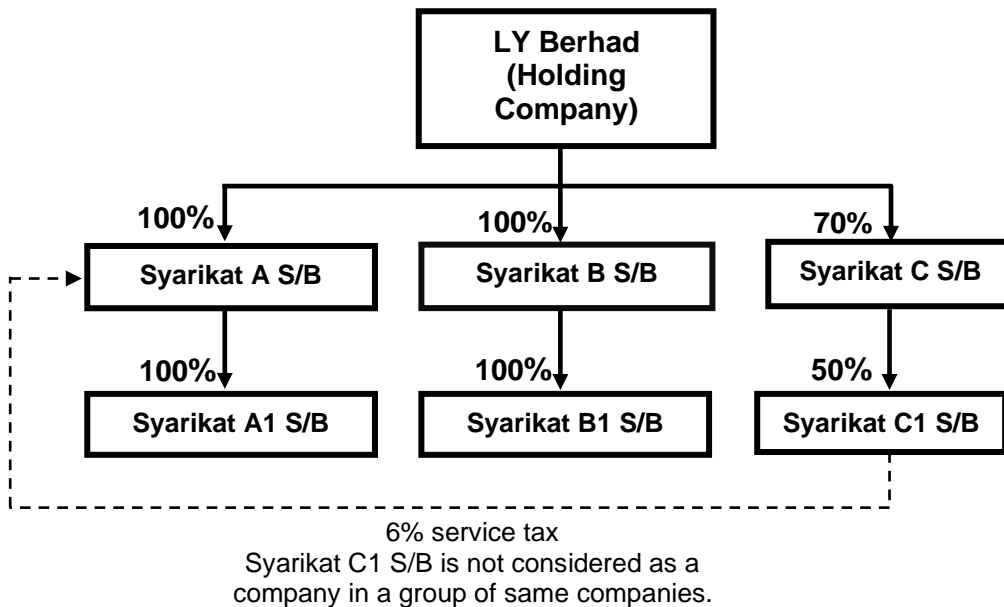 LY Berhad
(Holding
Company)
100%
100%
70%
Syarikat A S/B
Syarikat B S/B
Syarikat C S/B
100%
100%
50%
Syarikat A1 S/B
Syarikat B1 S/B
Syarikat C1 S/B
6% service tax
Syarikat C1 S/B is not considered as a
company in a group of same companies.